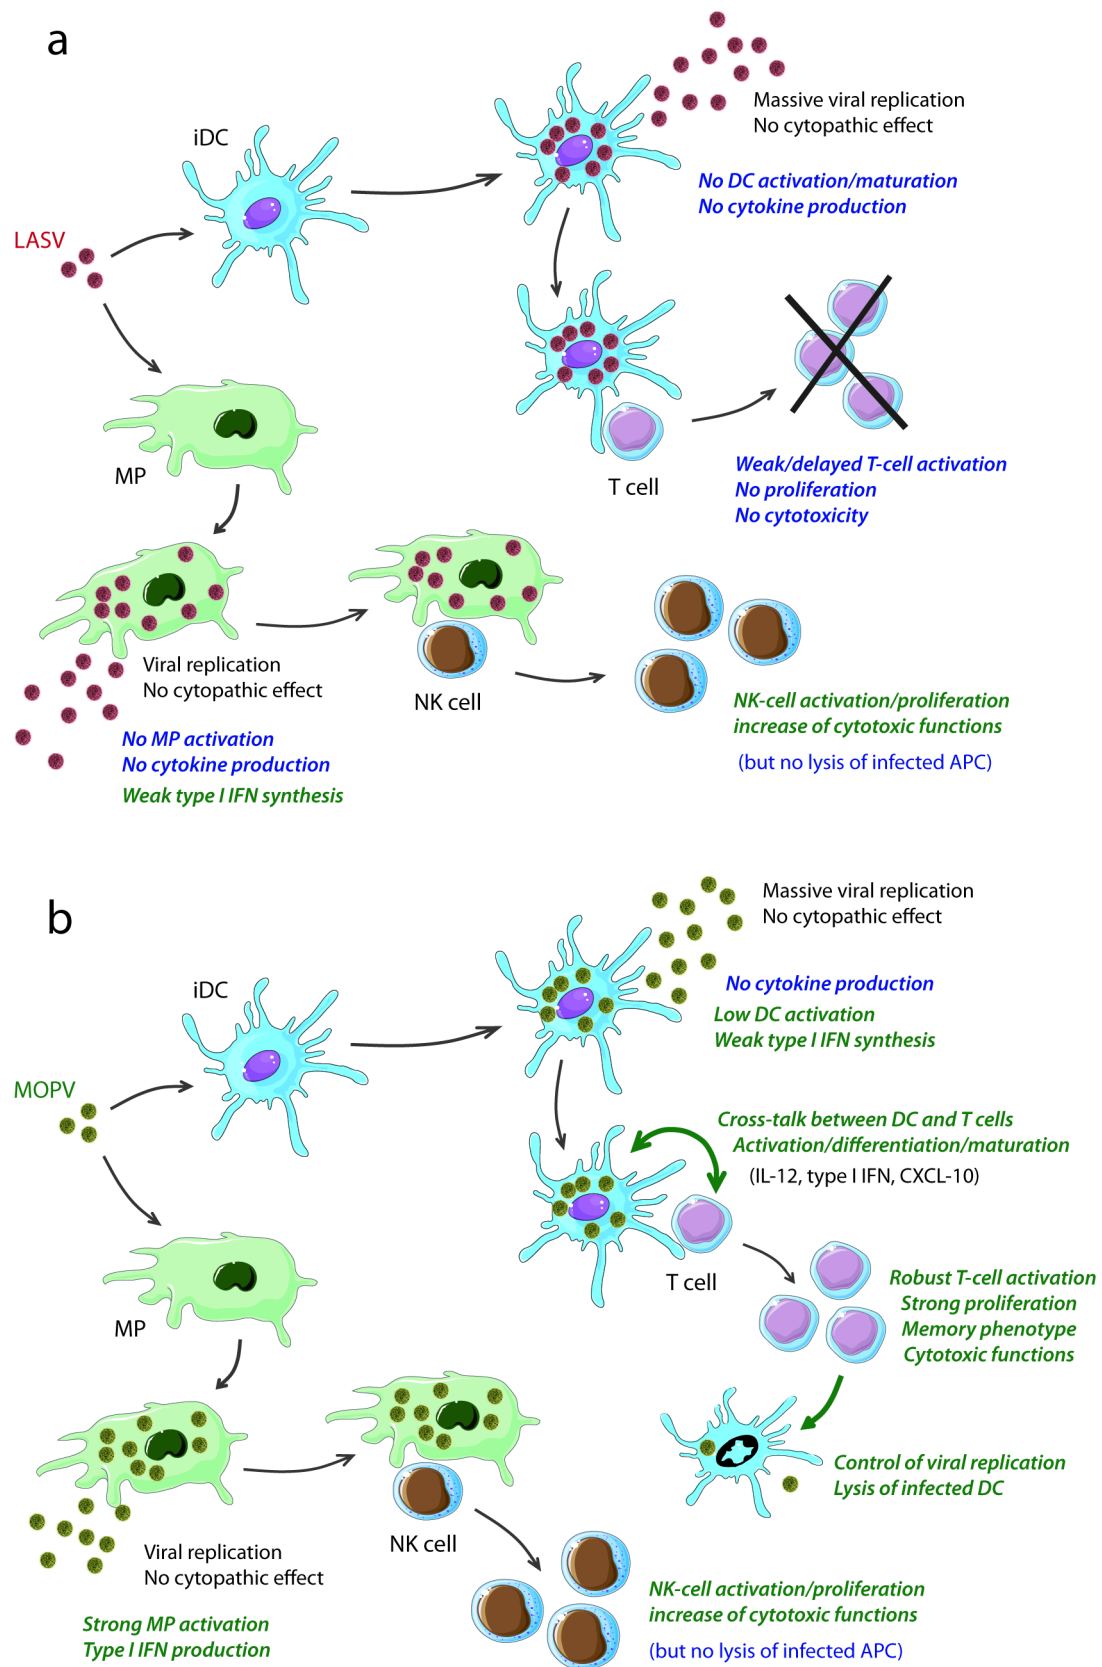 a
iDC
Massive viral replication
No cytopathic effect
No DC activation/maturation
No cytokine production
LASV
MP
T cell
Weak/delayed T-cell activation
No proliferation
No cytotoxicity
Viral replication
No cytopathic effect
No MP activation
No cytokine production
Weak type I IFN synthesis
NK cell
NK-cell activation/proliferation
increase of cytotoxic functions
(but no lysis of infected APC)
b
iDC
Massive viral replication
No cytopathic effect
No cytokine production
Low DC activation
Weak type I IFN synthesis
MOPV
Cross-talk between DC and T cells
Activation/differentiation/maturation
(IL-12, type I IFN, CXCL-10)
T cell
MP
Robust T-cell activation
Strong proliferation
Memory phenotype
Cytotoxic functions
Control of viral replication
Lysis of infected DC
Viral replication
No cytopathic effect
Strong MP activation
Type I IFN production
NK cell
NK-cell activation/proliferation
increase of cytotoxic functions
(but no lysis of infected APC)